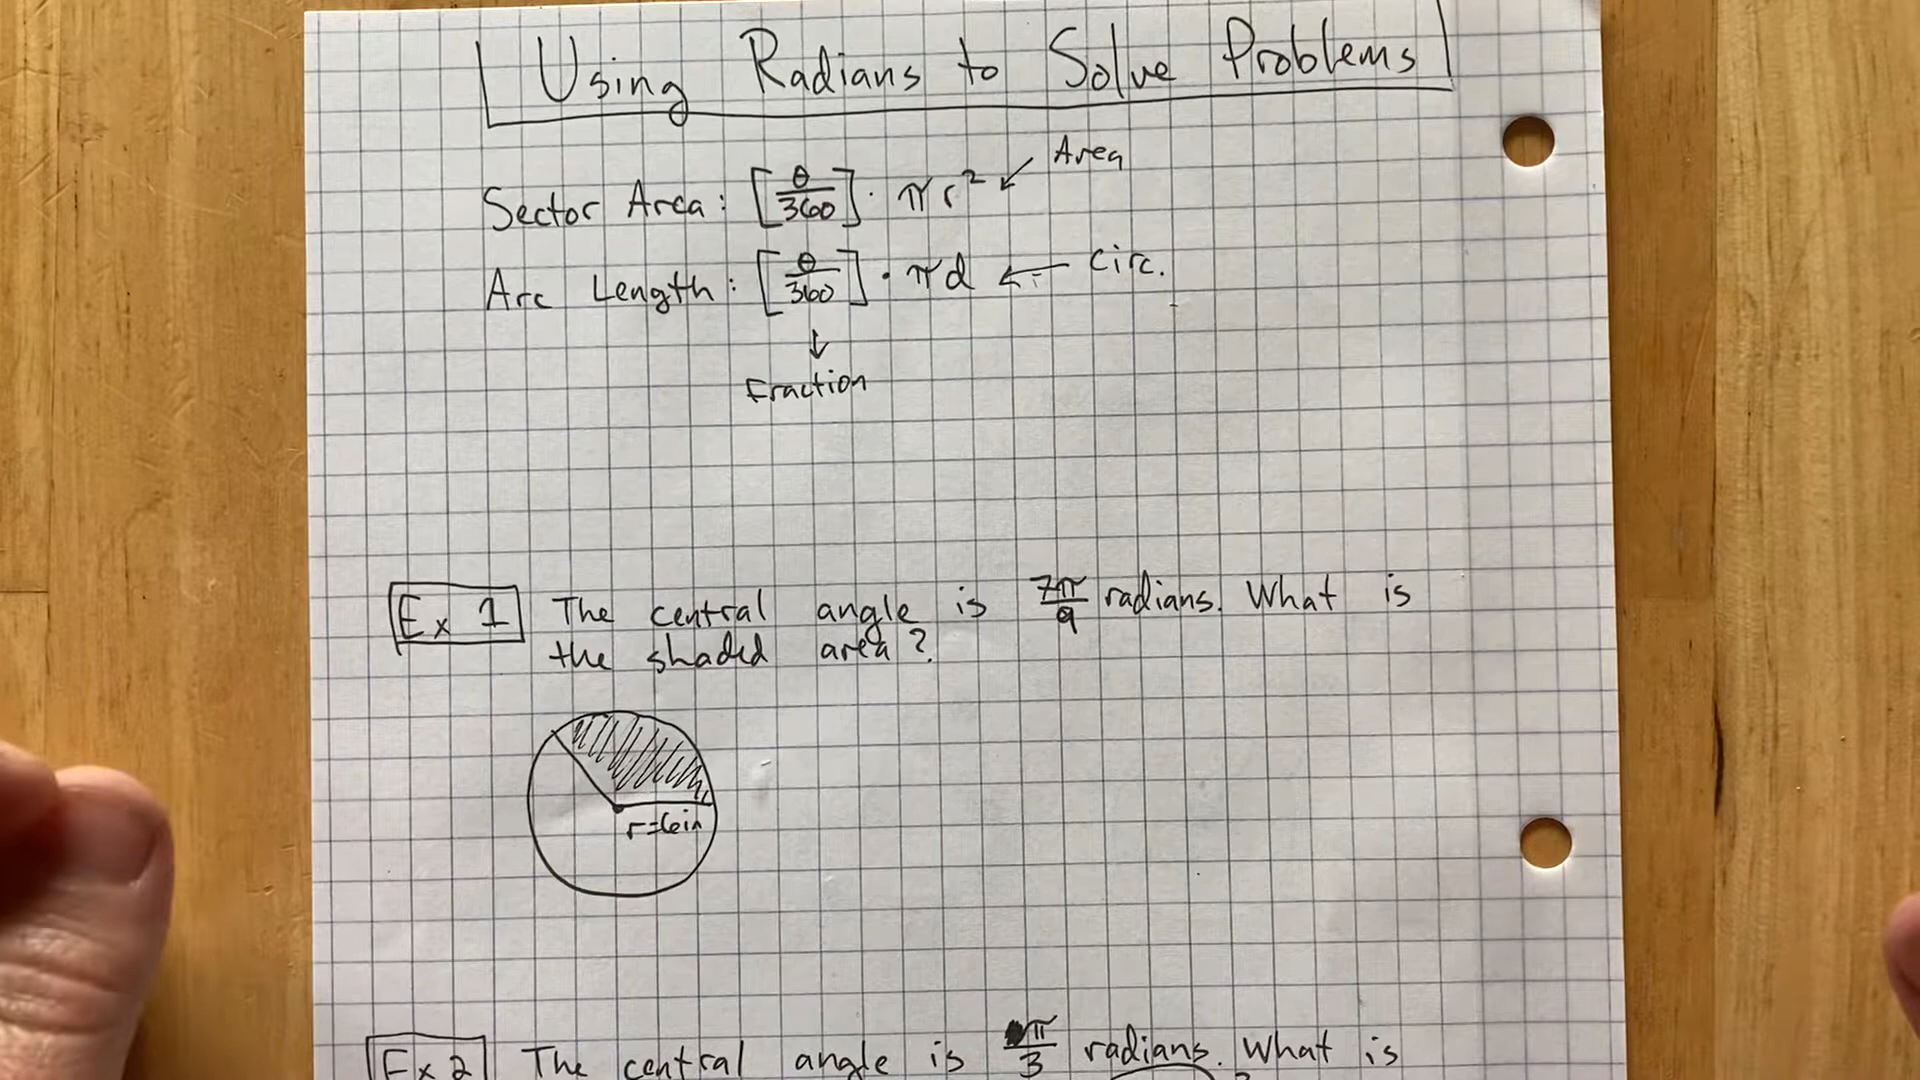 Using Radians to Solve Problems
Area
Sector Area: [θ/360] · πr²
Arc Length: [θ/360] · πd ← Circ.
↓
Fraction
Ex 1 The central angle is 7π/9 radians. What is
the shaded area?
r=6in
Ex 2 The central angle is π/3 radians. What is